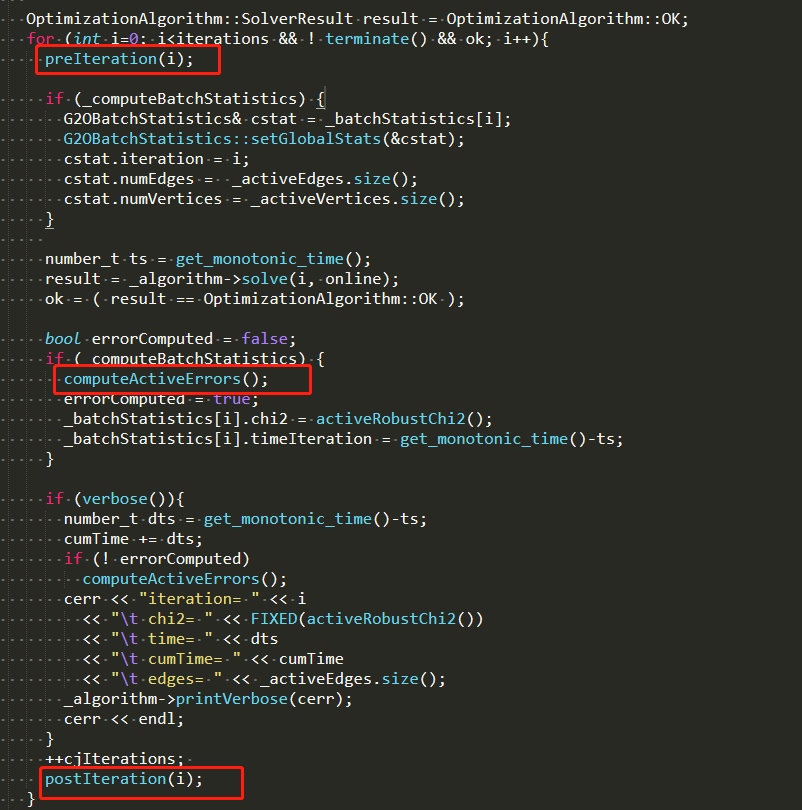 OptimizationAlgorithm::SolverResult result = OptimizationAlgorithm::OK;
for (int i=0; i<iterations && ! terminate() && ok; i++){
preIteration(i);
if (_computeBatchStatistics) {
G2OBatchStatistics& cstat = _batchStatistics[i];
G2OBatchStatistics::setGlobalStats(&cstat);
cstat.iteration = i;
cstat.numEdges =  _activeEdges.size();
cstat.numVertices = _activeVertices.size();
}
number_t ts = get_monotonic_time();
result = _algorithm->solve(i, online);
ok = ( result == OptimizationAlgorithm::OK );
bool errorComputed = false;
if (_computeBatchStatistics) {
computeActiveErrors();
errorComputed = true;
_batchStatistics[i].chi2 = activeRobustChi2();
_batchStatistics[i].timeIteration = get_monotonic_time()-ts;
}
if (verbose()){
number_t dts = get_monotonic_time()-ts;
cumTime += dts;
if (! errorComputed)
computeActiveErrors();
cerr << "iteration= " << i
<< "\t chi2= " << FIXED(activeRobustChi2())
<< "\t time= " << dts
<< "\t cumTime= " << cumTime
<< "\t edges= " << _activeEdges.size();
_algorithm->printVerbose(cerr);
cerr << endl;
}
++cjIterations;
postIteration(i);
}